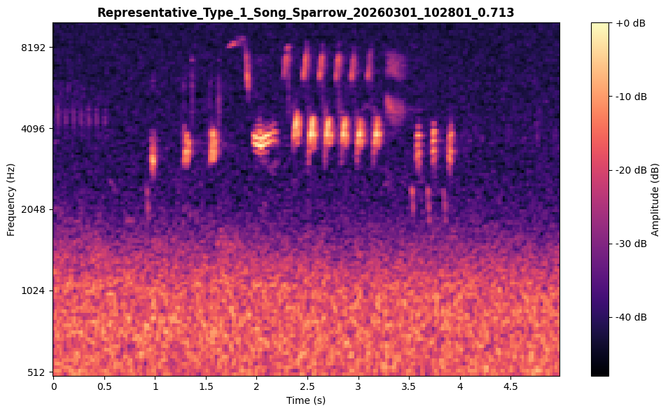 Representative_Type_1_Song_Sparrow_20260301_102801_0.713
Frequency (Hz)
8192
4096
2048
1024
512
0
0.5
1
1.5
2
2.5
3
3.5
4
4.5
Time (s)
+0 dB
-10 dB
-20 dB
-30 dB
-40 dB
Amplitude (dB)